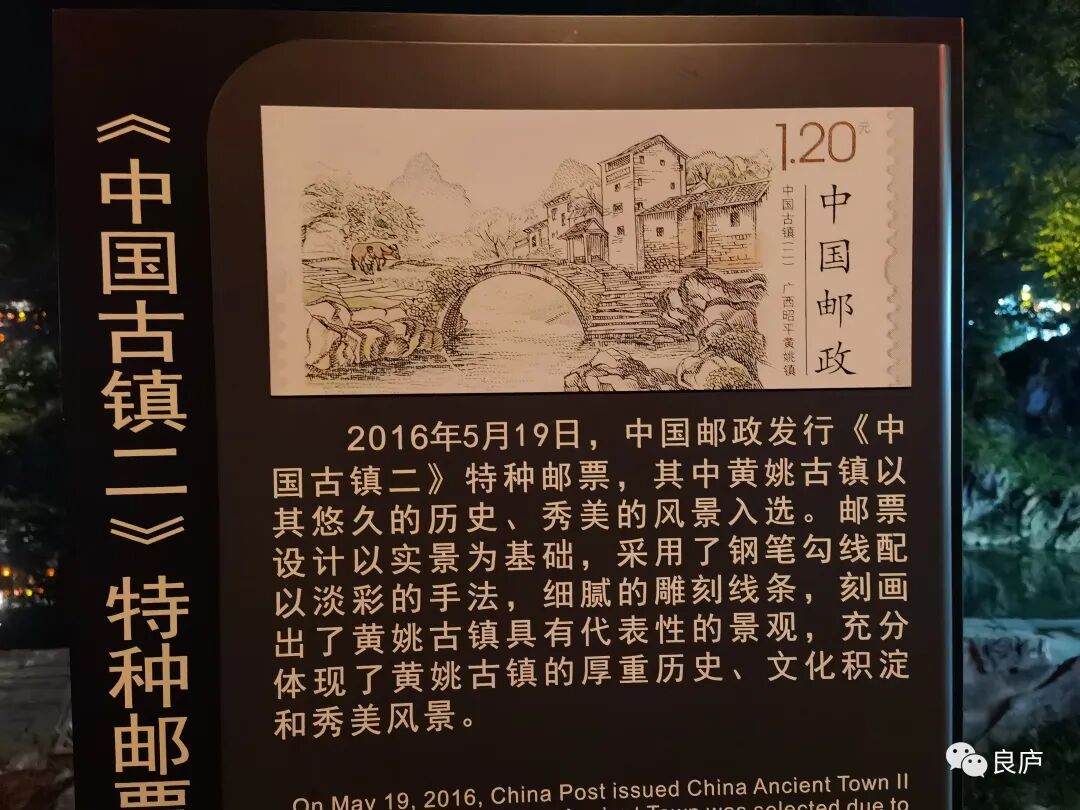 《中国古镇二》特种邮票
1.20元
中国古镇(二) 广西昭平黄姚镇
中国邮政
2016年5月19日，中国邮政发行《中
国古镇二》特种邮票，其中黄姚古镇以
其悠久的历史、秀美的风景入选。邮票
设计以实景为基础，采用了钢笔勾线配
以淡彩的手法，细腻的雕刻线条，刻画
出了黄姚古镇具有代表性的景观，充分
体现了黄姚古镇的厚重历史、文化积淀
和秀美风景。
On May 19, 2016, China Post issued China Ancient Town II
Ancient Town was selected due to
良庐